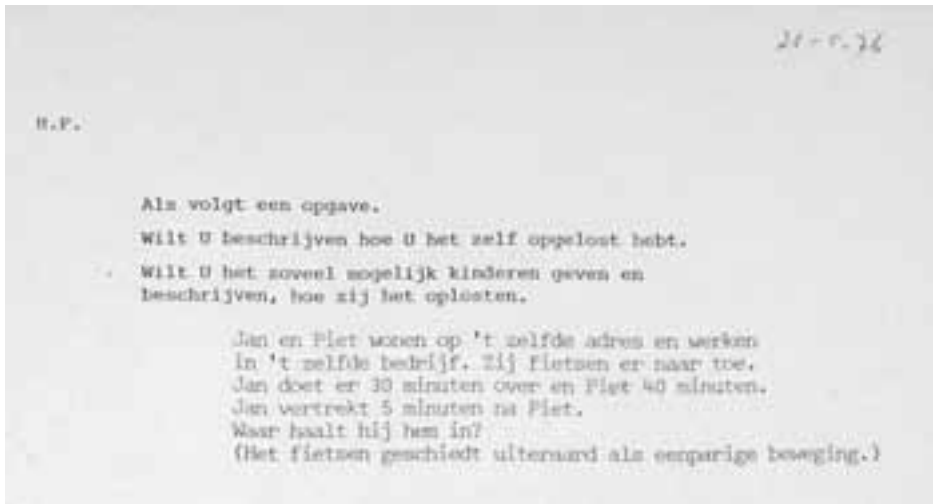 H.F.
Als volgt een opgave.
Wilt U beschrijven hoe U het zelf opgelost hebt.
Wilt U het zoveel mogelijk kinderen geven en
beschrijven, hoe zij het oplosten.
Jan en Piet wonen op 't zelfde adres en werken
in 't zelfde bedrijf. Zij fietsen er naar toe.
Jan doet er 30 minuten over en Piet 40 minuten.
Jan vertrekt 5 minuten na Piet.
Waar haalt hij hem in?
(Het fietsen geschiedt uiteraard als eenparige beweging.)